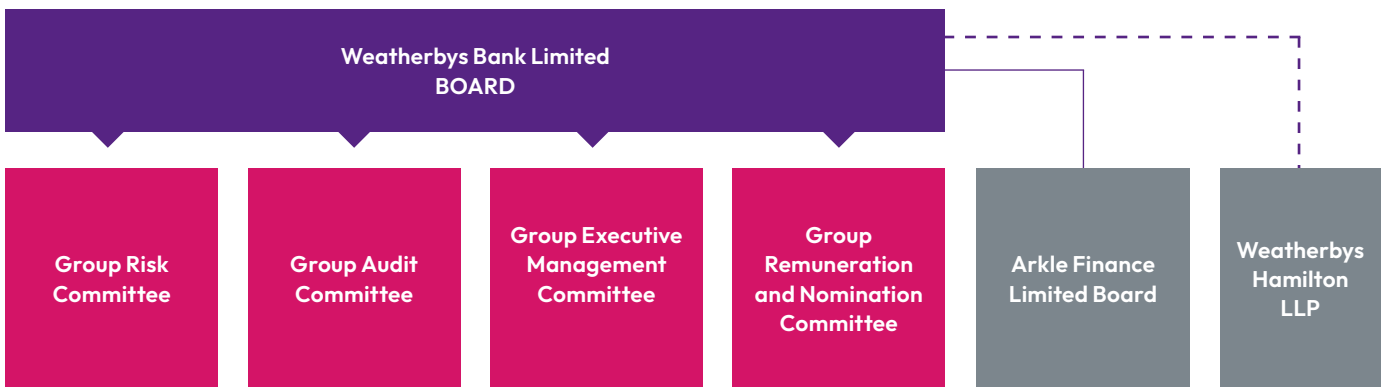 Weatherbys Bank Limited
BOARD
Group Risk
Committee
Group Audit
Committee
Group Executive
Management
Committee
Group
Remuneration
and Nomination
Committee
Arkle Finance
Limited Board
Weatherbys
Hamilton
LLP